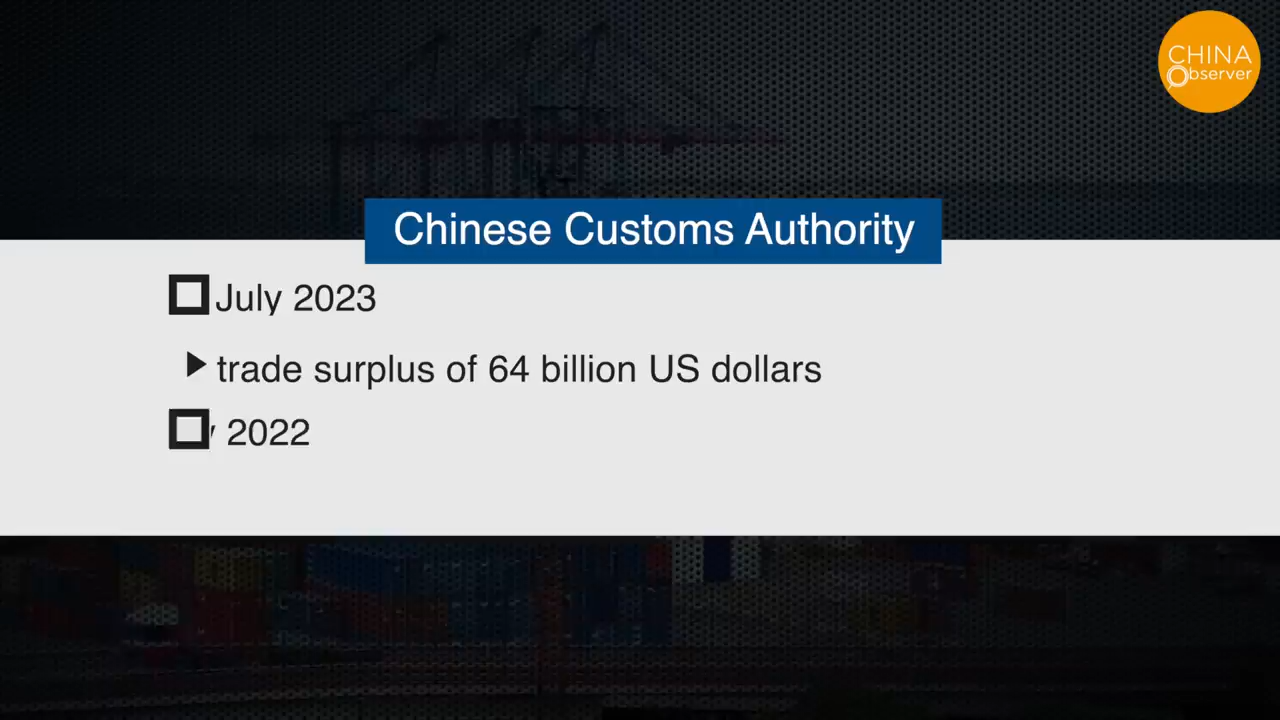 CHINA
Observer
Chinese Customs Authority
July 2023
trade surplus of 64 billion US dollars
2022